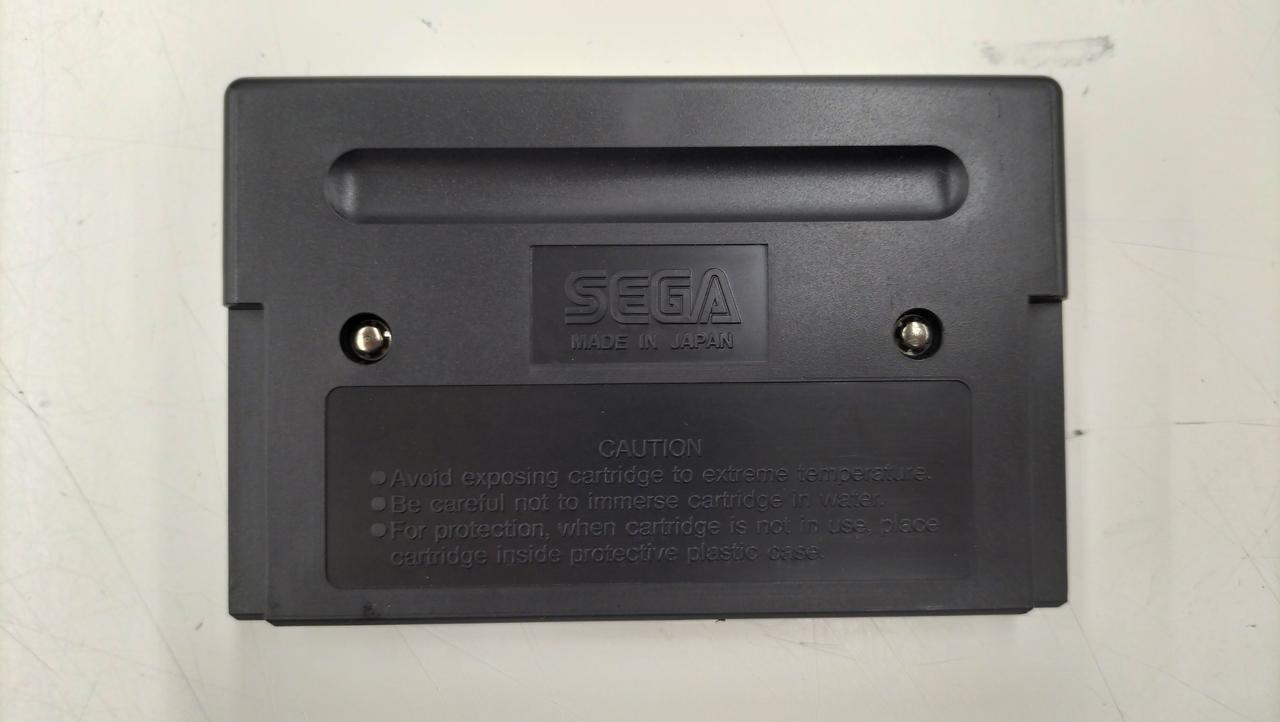 SEGA
MADE IN JAPAN
CAUTION
●Avoid exposing cartridge to extreme temperature.
●Be careful not to immerse cartridge in water.
●For protection, when cartridge is not in use, place
cartridge inside protective plastic case.